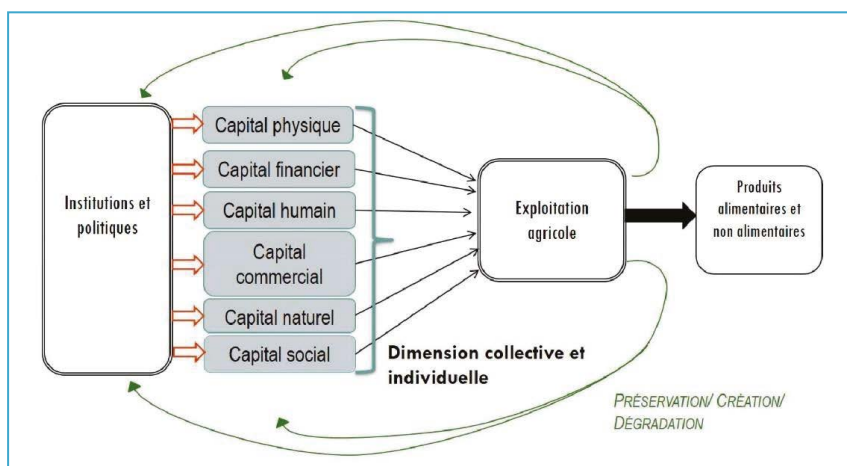 Institutions et
politiques
Capital physique
Capital financier
Capital humain
Capital
commercial
Capital naturel
Capital social
Dimension collective et
individuelle
Exploitation
agricole
Produits
alimentaires et
non alimentaires
PRÉSERVATION/ CRÉATION/
DÉGRADATION